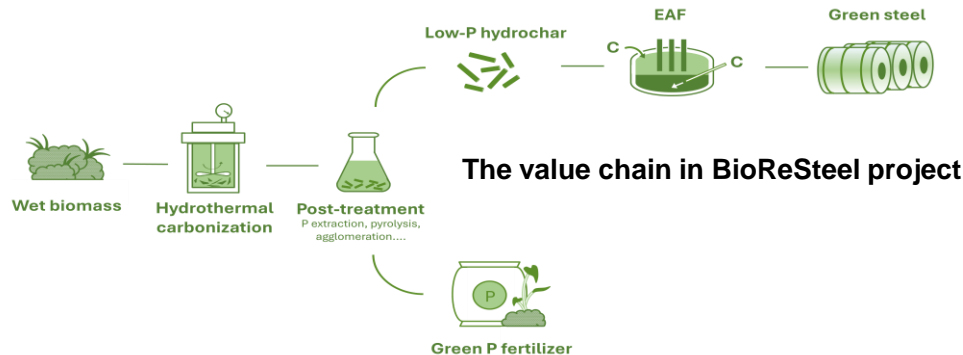 EAF
Green steel
Low-P hydrochar
C
C
The value chain in BioReSteel project
Wet biomass
Hydrothermal
carbonization
Post-treatment
P extraction, pyrolysis,
agglomeration....
P
Green P fertilizer